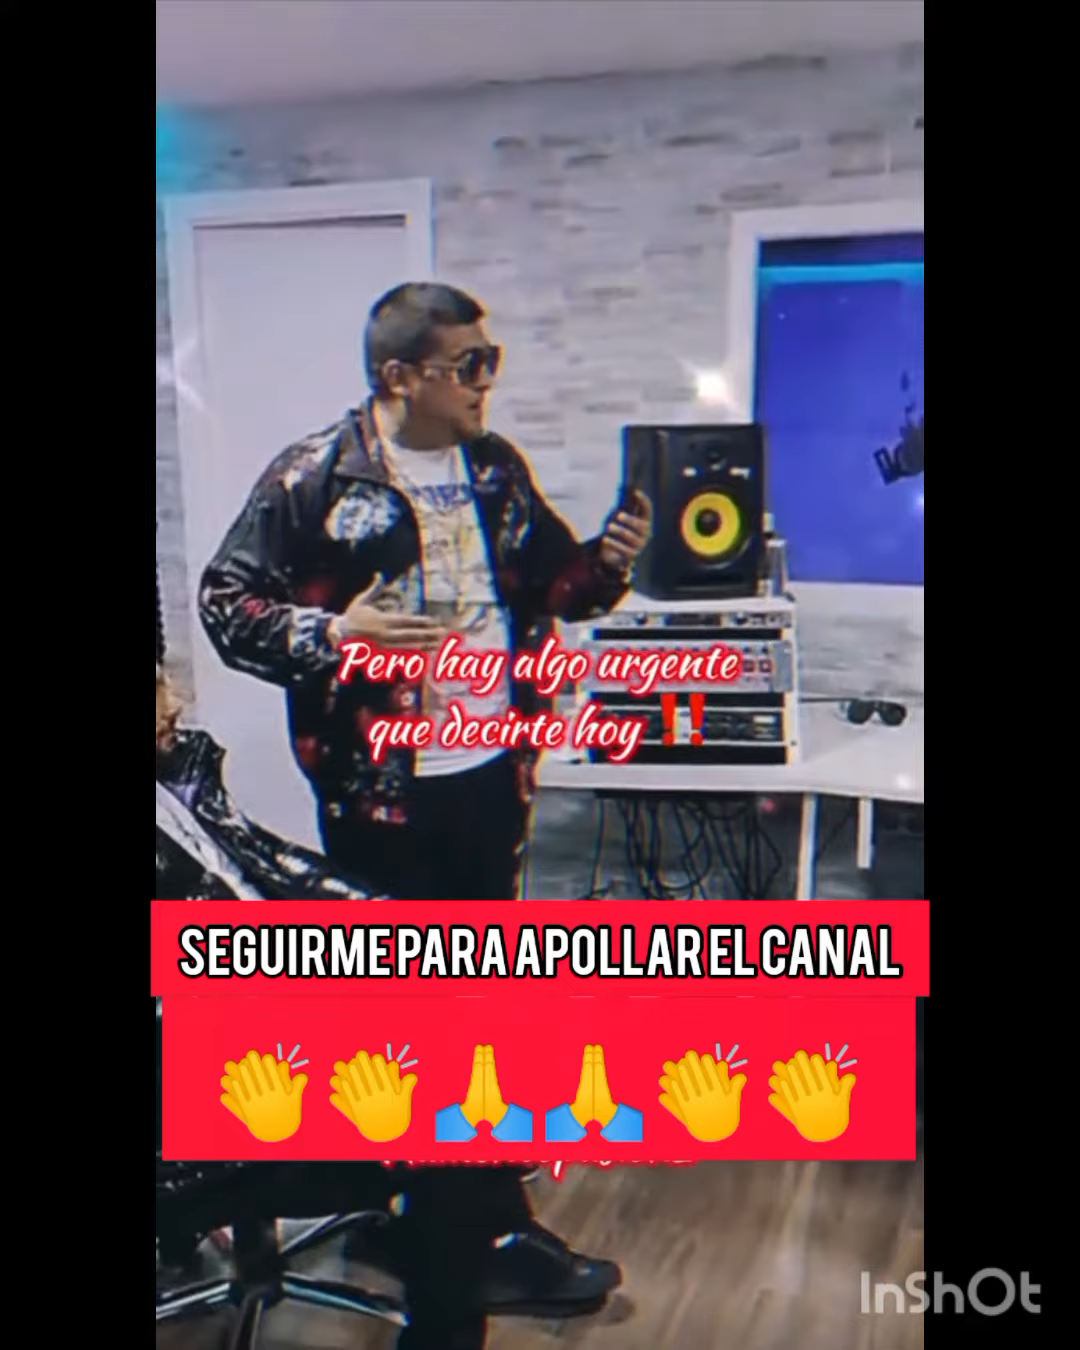 Pero hay algo urgente
que decirte hoy ‼️
SEGUIRME PARA APOLLAR EL CANAL
👏👏🙏🙏👏👏
InShOt